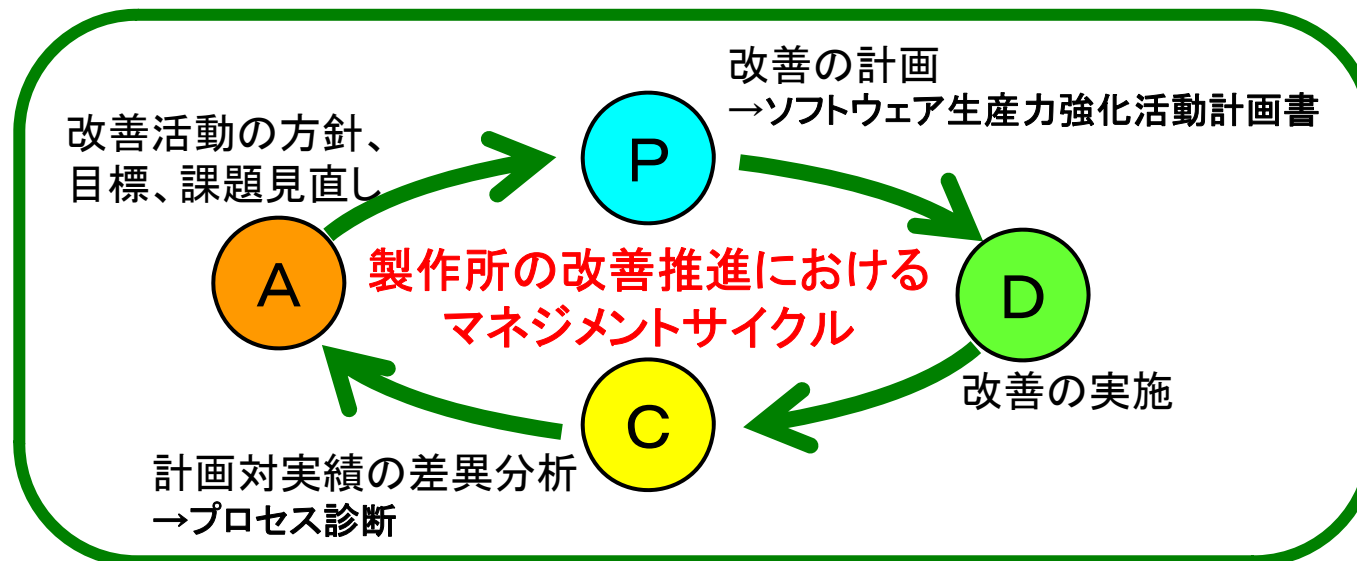 改善の計画
→ソフトウェア生産力強化活動計画書
改善活動の方針、
目標、課題見直し
P
A
製作所の改善推進における
マネジメントサイクル
D
C
改善の実施
計画対実績の差異分析
→プロセス診断